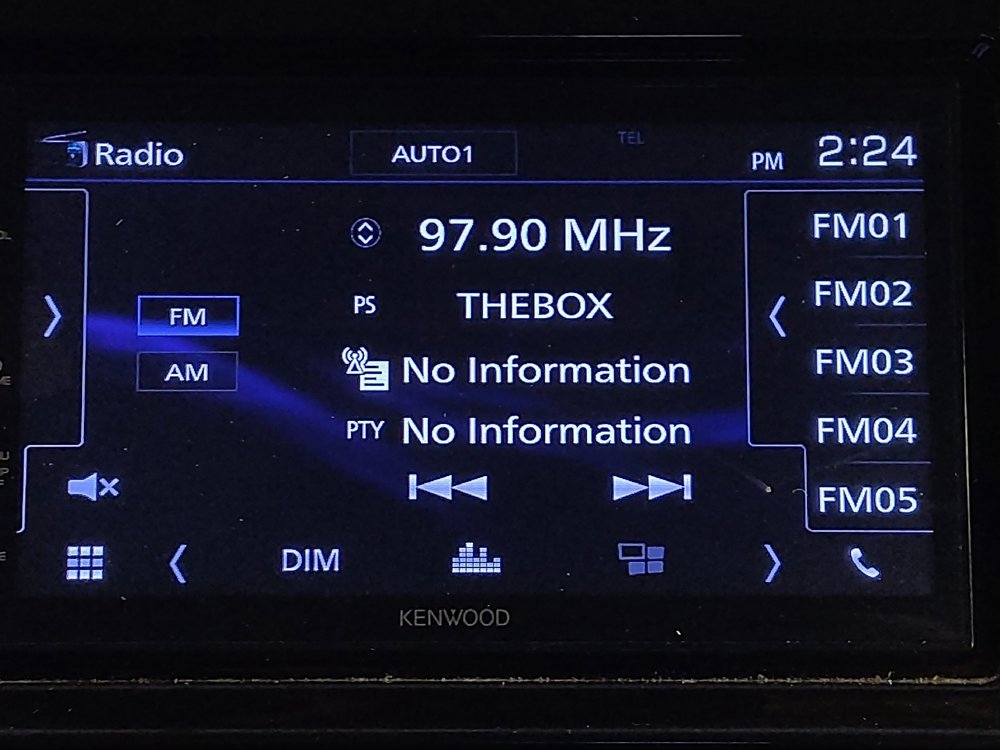 Radio
AUTO1
TEL
PM 2:24
97.90 MHz
FM01
PS THEBOX
FM02
FM
No Information
FM03
AM
PTY No Information
FM04
FM05
DIM
KENWOOD